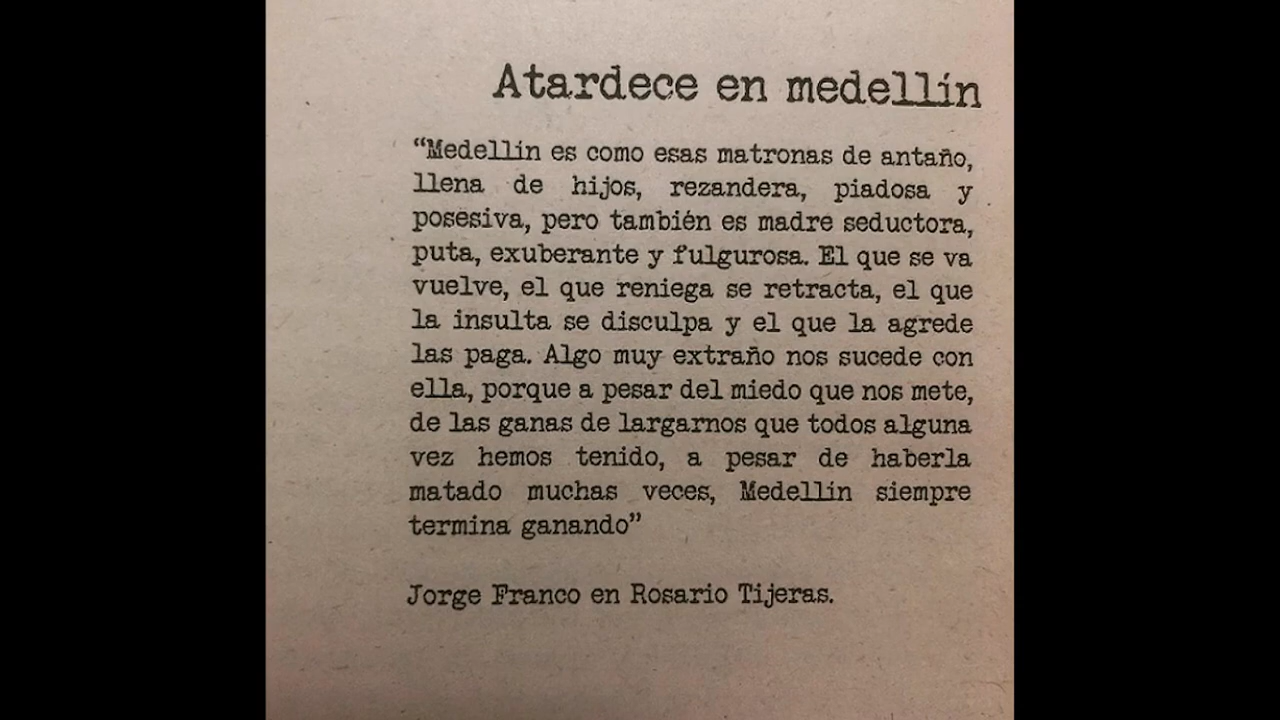 Atardece en medellín
“Medellín es como esas matronas de antaño,
llena de hijos, rezandera, piadosa y
posesiva, pero también es madre seductora,
puta, exuberante y fulgurosa. El que se va
vuelve, el que reniega se retracta, el que
la insulta se disculpa y el que la agrede
las paga. Algo muy extraño nos sucede con
ella, porque a pesar del miedo que nos mete,
de las ganas de largarnos que todos alguna
vez hemos tenido, a pesar de haberla
matado muchas veces, Medellín siempre
termina ganando”
Jorge Franco en Rosario Tijeras.